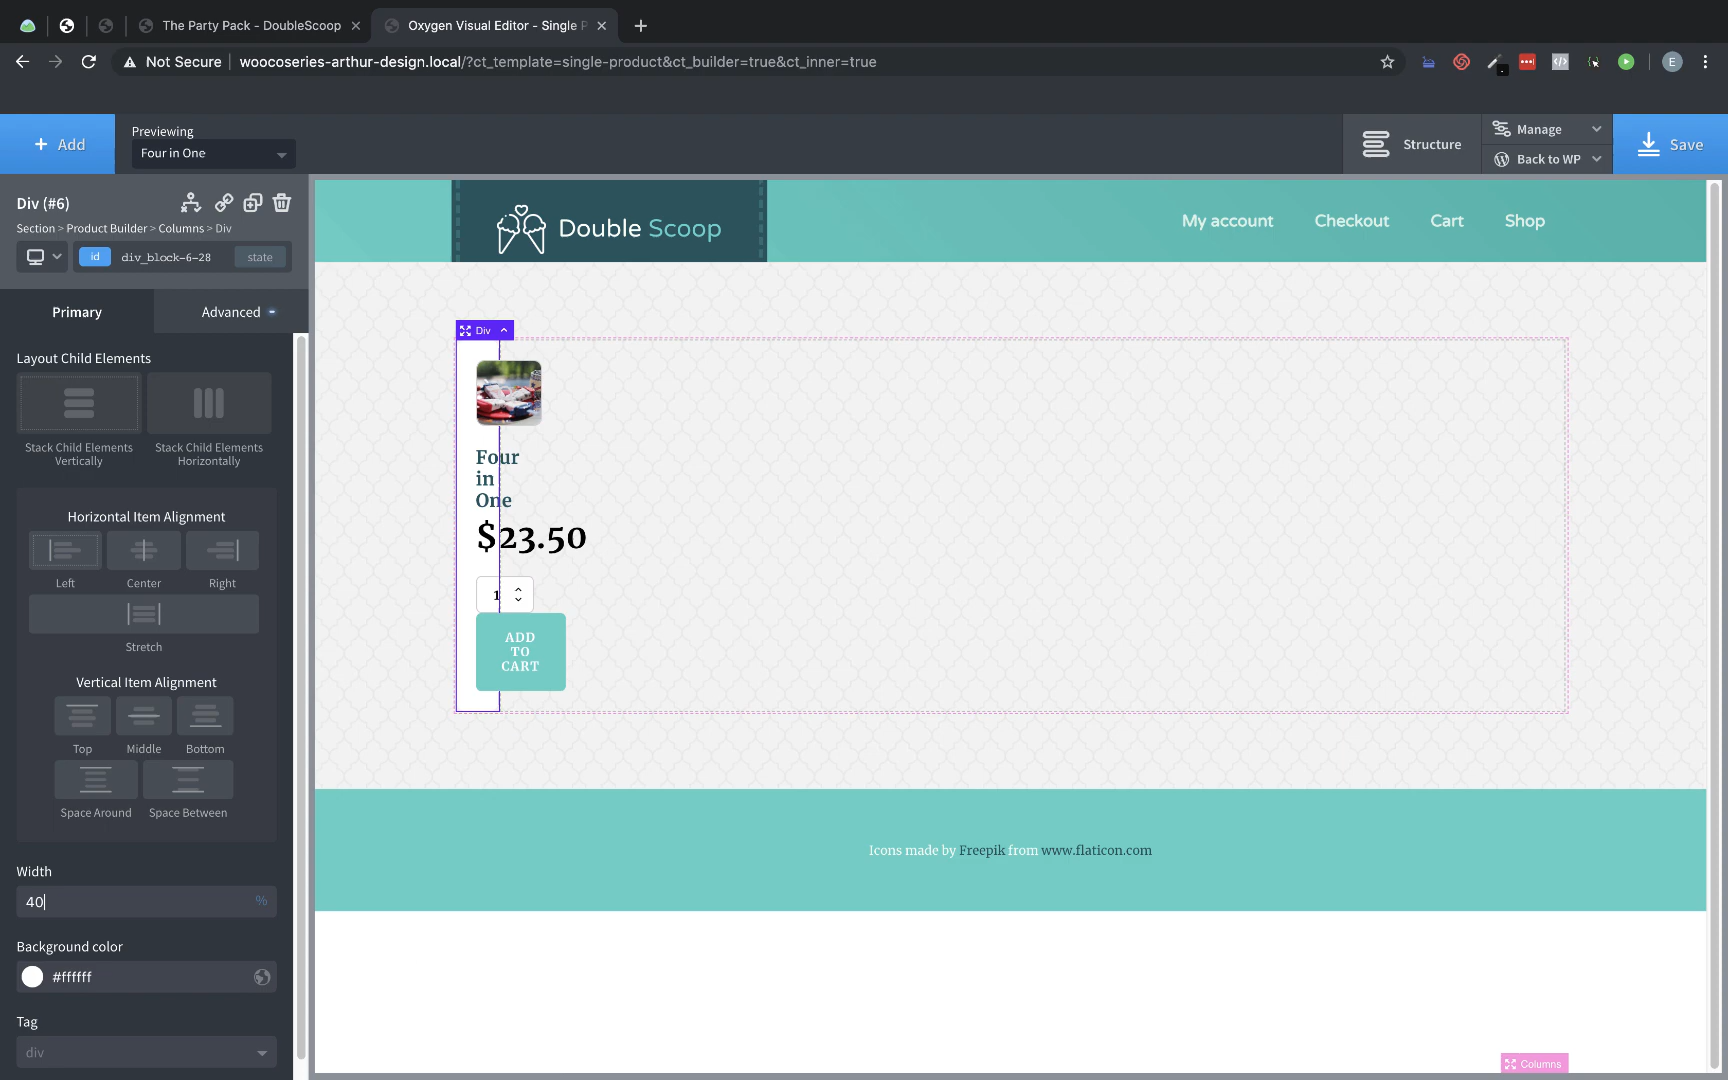 The Party Pack - DoubleScoop
Oxygen Visual Editor - Single P
Not Secure
woocoseries-arthur-design.local/?ct_template=single-product&ct_builder=true&ct_inner=true
E
+ Add
Previewing
Four in One
Structure
Manage
Back to WP
Save
Div (#6)
Section > Product Builder > Columns > Div
id
div_block-6-28
state
Primary
Advanced
Layout Child Elements
Stack Child Elements
Vertically
Stack Child Elements
Horizontally
Horizontal Item Alignment
Left
Center
Right
Stretch
Vertical Item Alignment
Top
Middle
Bottom
Space Around
Space Between
Width
40
%
Background color
#ffffff
Tag
div
Double Scoop
My account
Checkout
Cart
Shop
Div
Four
in
One
$23.50
1
ADD
TO
CART
Icons made by Freepik from www.flaticon.com
Columns